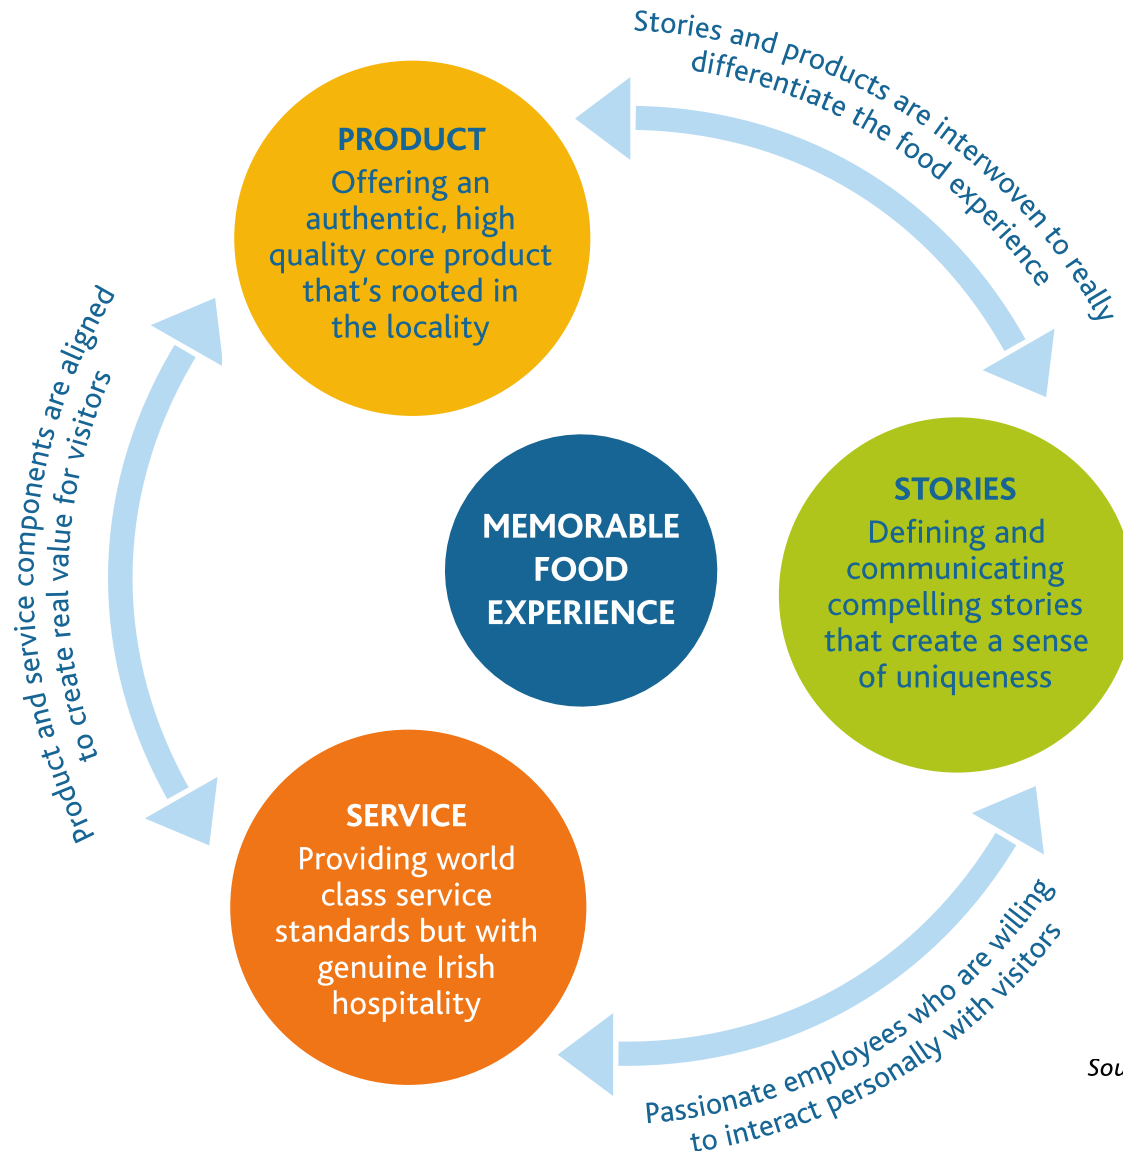 Stories and products are interwoven to really
differentiate the food experience
PRODUCT
Offering an
authentic, high
quality core product
that's rooted in
the locality
Product and service components are aligned
to create real value for visitors
MEMORABLE
FOOD
EXPERIENCE
STORIES
Defining and
communicating
compelling stories
that create a sense
of uniqueness
SERVICE
Providing world
class service
standards but with
genuine Irish
hospitality
Passionate employees who are willing
to interact personally with visitors